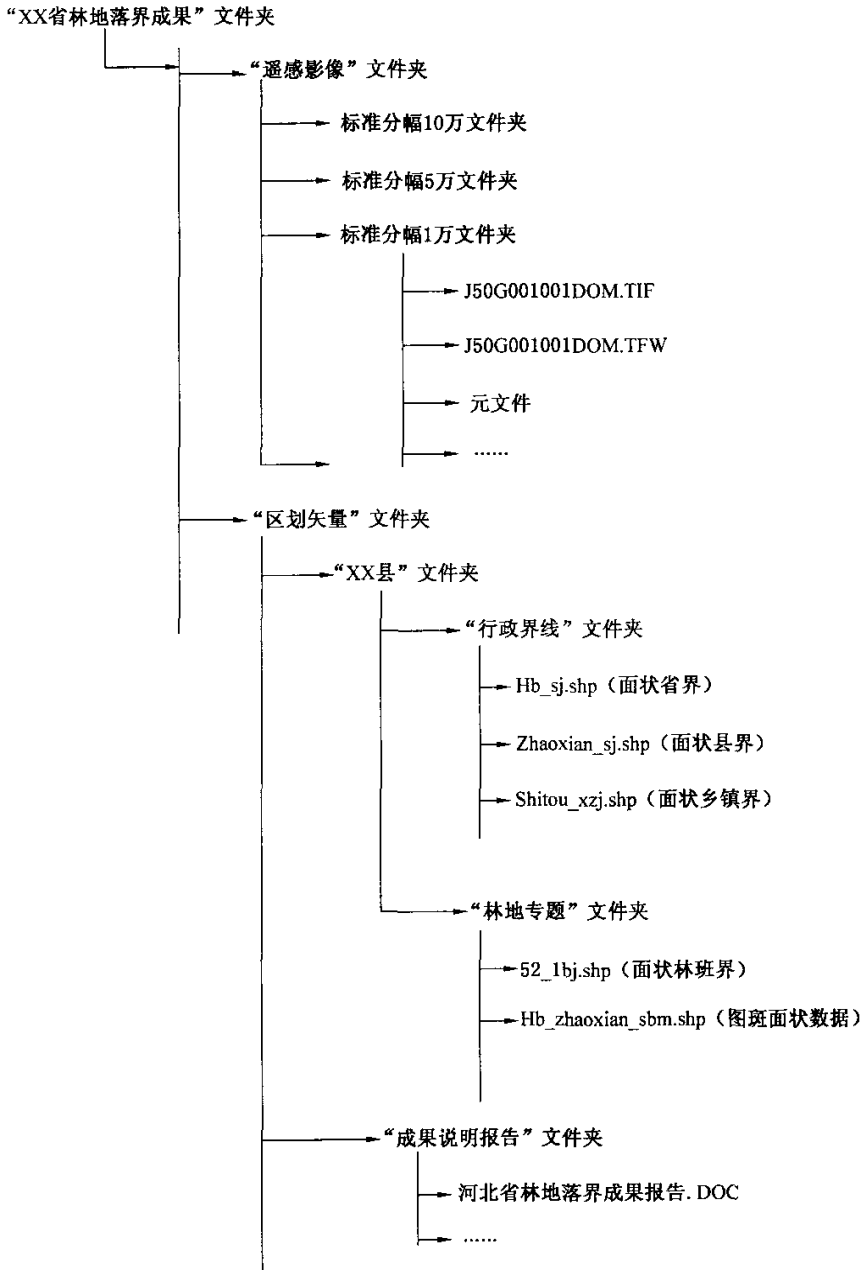 “XX省林地落界成果”文件夹
“遥感影像”文件夹
标准分幅10万文件夹
标准分幅5万文件夹
标准分幅1万文件夹
J50G001001DOM.TIF
J50G001001DOM.TFW
元文件
……
“区划矢量”文件夹
“XX县”文件夹
“行政界线”文件夹
Hb_sj.shp（面状省界）
Zhaoxian_sj.shp（面状县界）
Shitou_xzj.shp（面状乡镇界）
“林地专题”文件夹
52_1bj.shp（面状林班界）
Hb_zhaoxian_sbm.shp（图斑面状数据）
“成果说明报告”文件夹
河北省林地落界成果报告. DOC
……